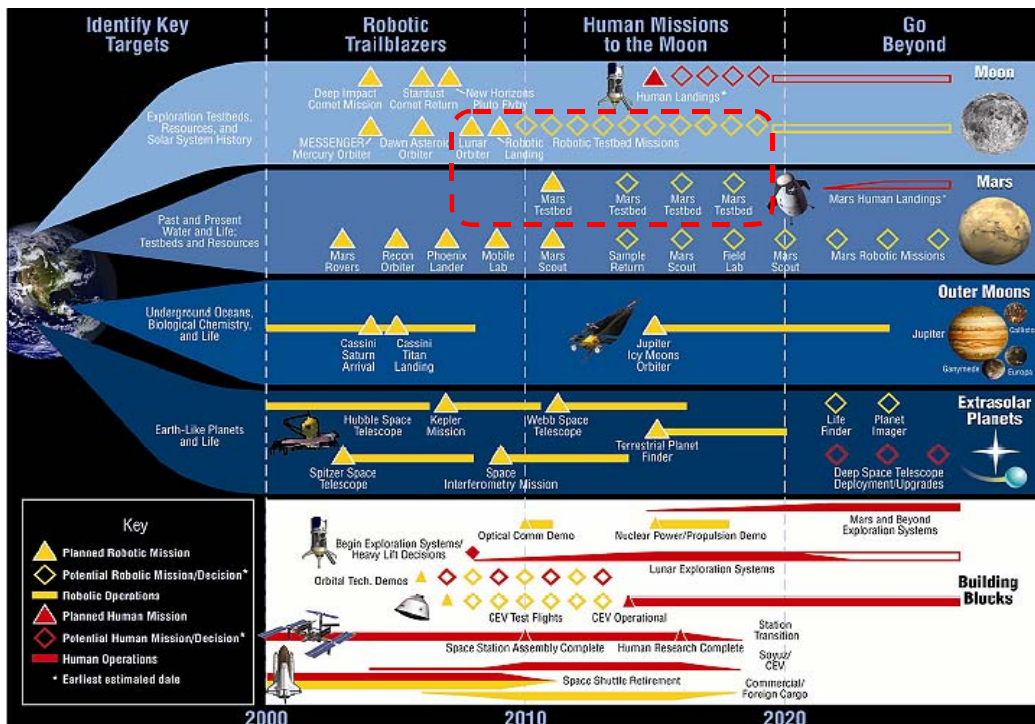 Identify Key
Targets
Robotic
Trailblazers
Human Missions
to the Moon
Go
Beyond
Exploration Testbeds,
Resources, and
Solar System History
Deep Impact
Comet Mission
Stardust
Comet Return
New Horizons
Pluto Flyby
Human Landings*
Moon
MESSENGER
Mercury Orbiter
Dawn Asteroid
Orbiter
Lunar
Orbiter
Robotic
Landing
Robotic Testbed Missions
Past and Present
Water and Life;
Testbeds and Resources
Mars
Testbed
Mars
Testbed
Mars
Testbed
Mars
Testbed
Mars Human Landings*
Mars
Mars
Rovers
Recon
Orbiter
Phoenix
Lander
Mobile
Lab
Mars
Scout
Sample
Return
Mars
Scout
Field
Lab
Mars
Scout
Mars Robotic Missions
Underground Oceans,
Biological Chemistry,
and Life
Cassini
Saturn
Arrival
Cassini
Titan
Landing
Jupiter
Icy Moons
Orbiter
Outer Moons
Jupiter
Callisto
Ganymede
Europa
Earth-Like Planets
and Life
Hubble Space
Telescope
Kepler
Mission
Webb Space
Telescope
Life
Finder
Planet
Imager
Extrasolar
Planets
Spitzer Space
Telescope
Space
Interferometry Mission
Terrestrial Planet
Finder
Deep Space Telescope
Deployment/Upgrades
Key
Planned Robotic Mission
Potential Robotic Mission/Decision*
Robotic Operations
Planned Human Mission
Potential Human Mission/Decision*
Human Operations
* Earliest estimated date
Optical Comm Demo
Nuclear Power/Propulsion Demo
Mars and Beyond
Exploration Systems
Begin Exploration Systems/
Heavy Lift Decisions
Lunar Exploration Systems
Orbital Tech. Demos
Building
Blocks
CEV Test Flights
CEV Operational
Space Station Assembly Complete
Human Research Complete
Station
Transition
Soyuz/
CEV
Space Shuttle Retirement
Commercial/
Foreign Cargo
2000
2010
2020